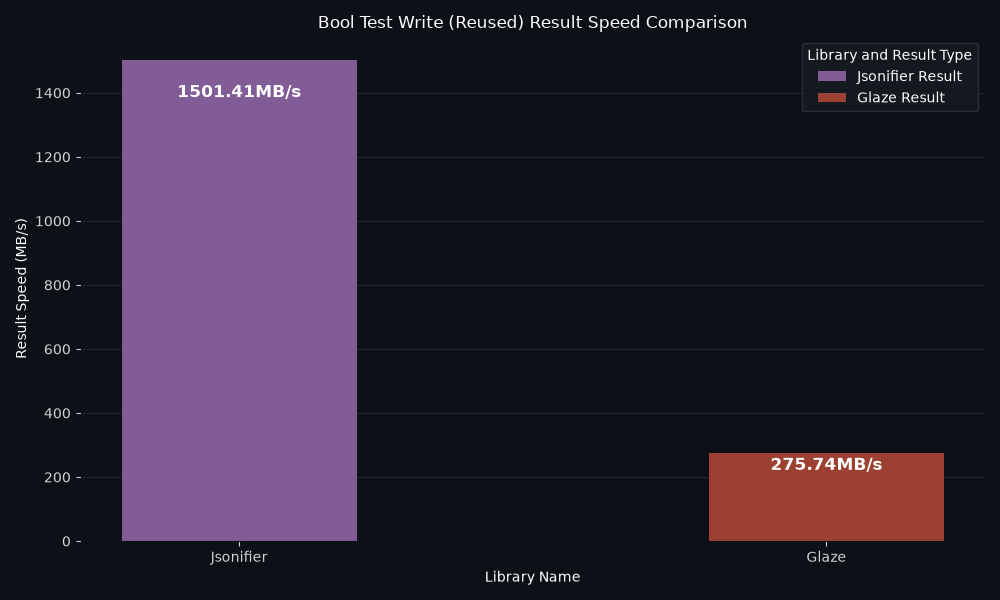 Bool Test Write (Reused) Result Speed Comparison
Library and Result Type
Jsonifier Result
Glaze Result
1501.41MB/s
275.74MB/s
Result Speed (MB/s)
1400
1200
1000
800
600
400
200
0
Jsonifier
Glaze
Library Name